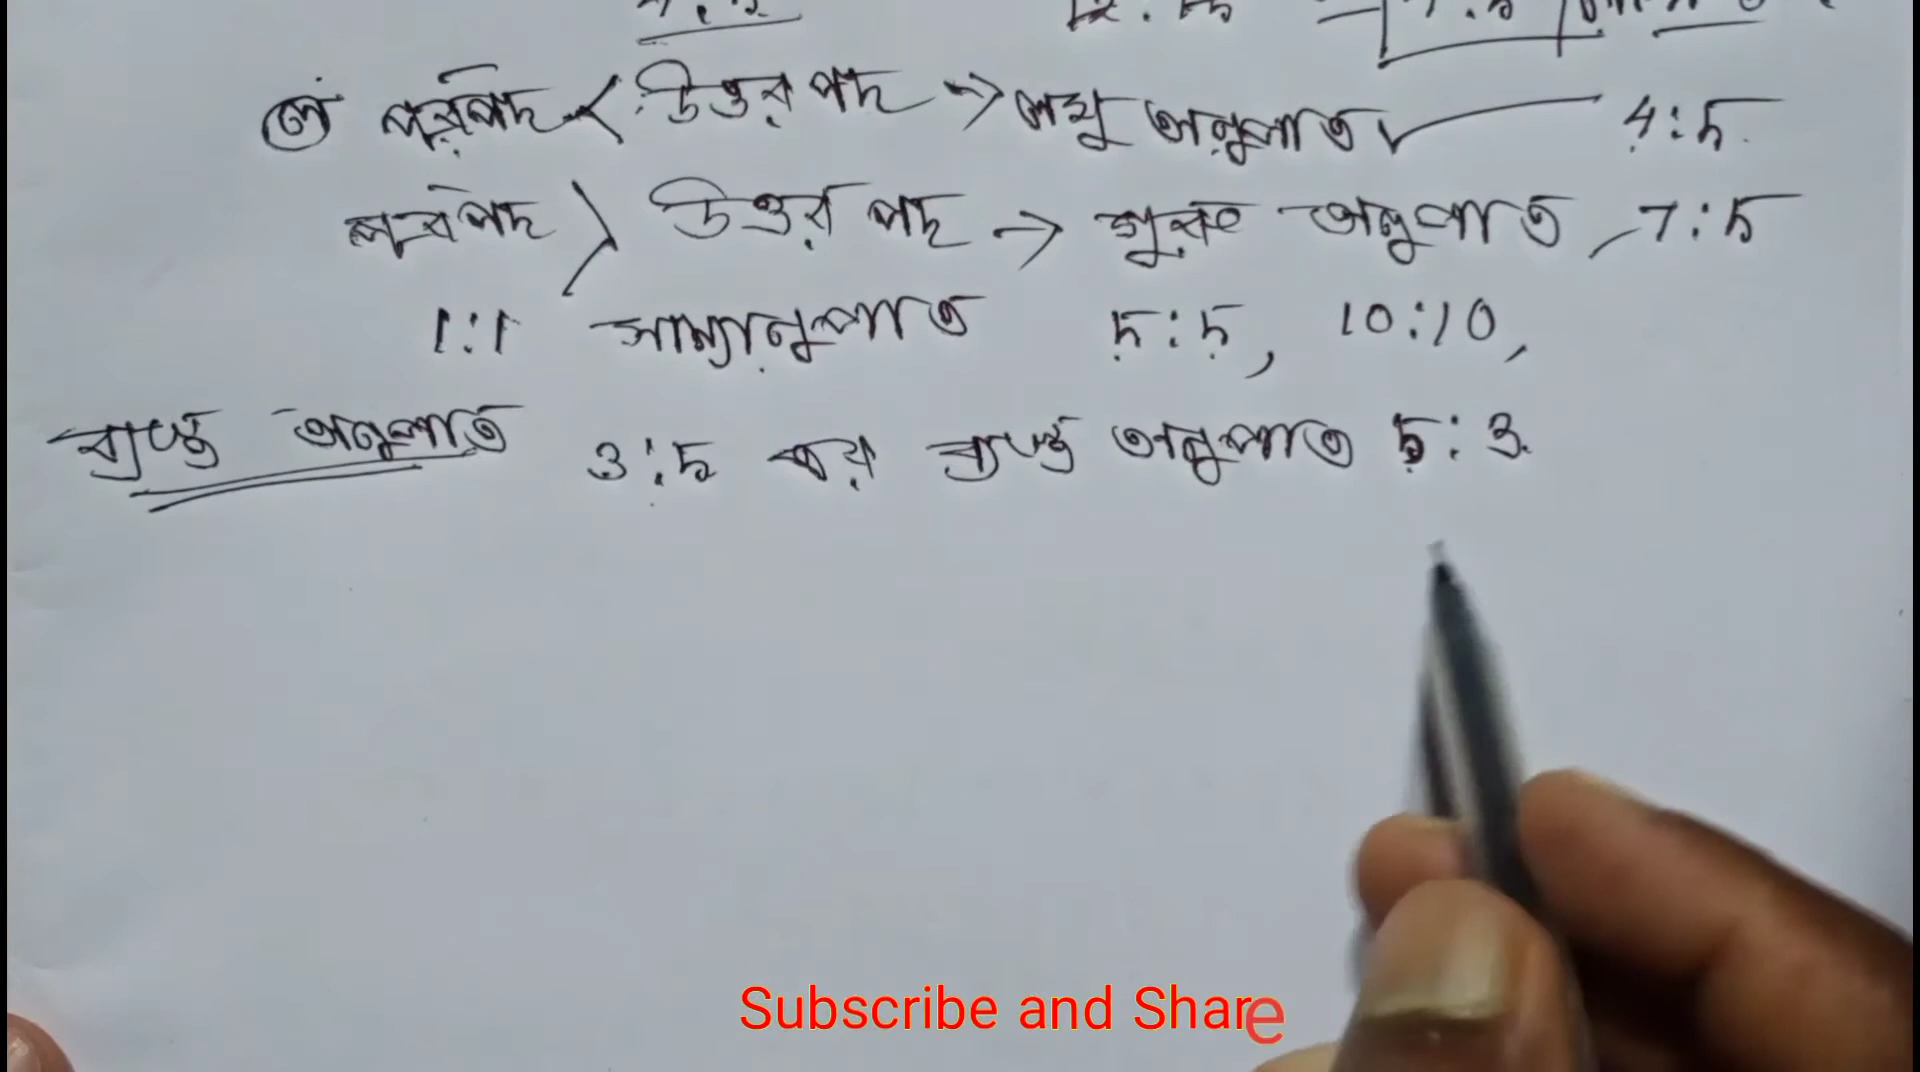 পূর্বপদ < উত্তর পদ → লঘু অনুপাত 4:5
পূর্বপদ > উত্তর পদ → গুরু অনুপাত, 7:5
1:1 সাম্যানুপাত 5:5, 10:10,
ব্যস্ত অনুপাত 3:5 এর ব্যস্ত অনুপাত 5:3
Subscribe and Share